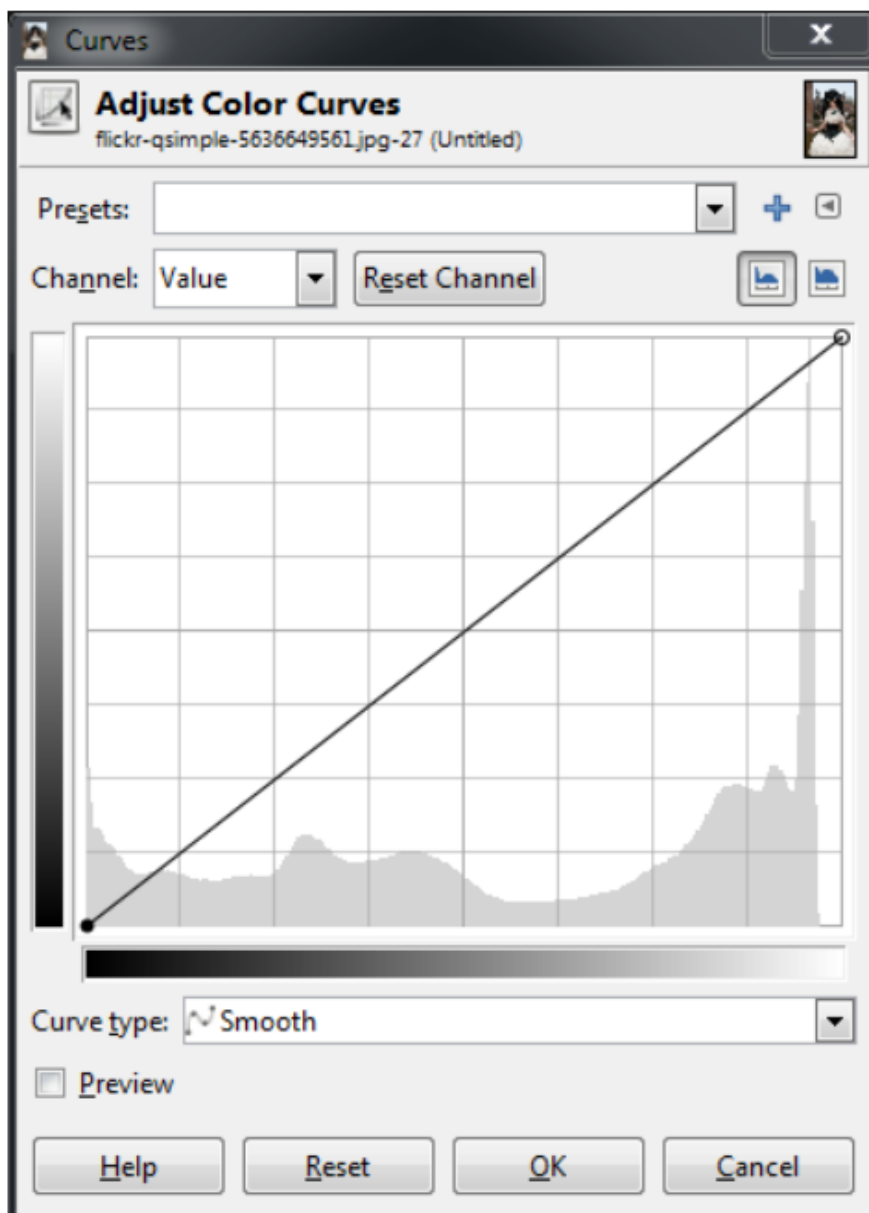 Curves
Adjust Color Curves
flickr-qsimple-5636649561.jpg-27 (Untitled)
Presets:
Channel: Value Reset Channel
Curve type: Smooth
Preview
Help Reset OK Cancel